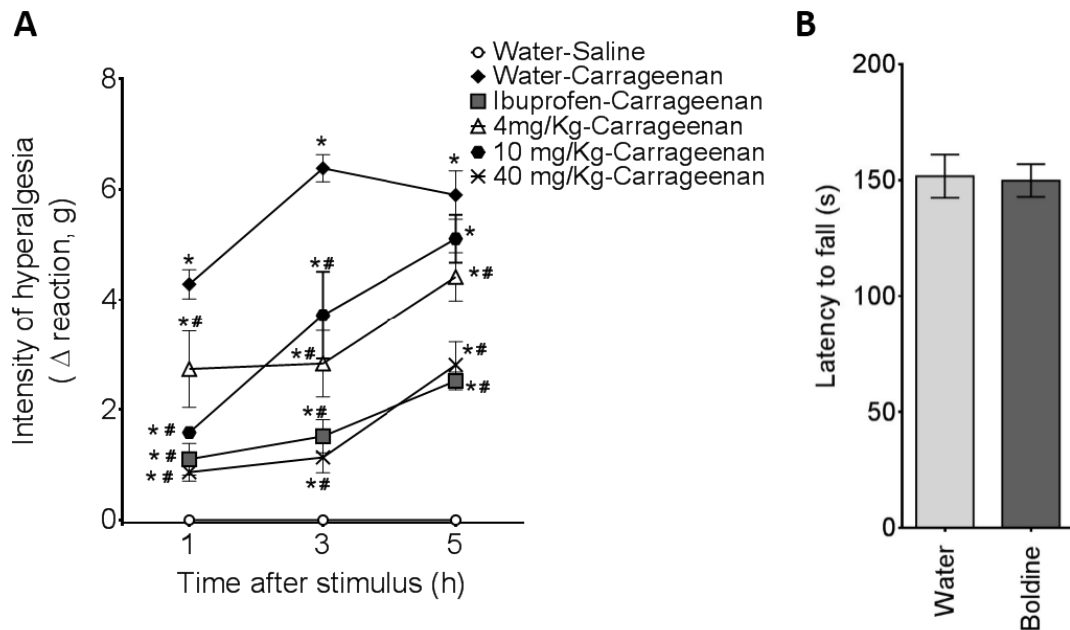 A
Water-Saline
Water-Carrageenan
Ibuprofen-Carrageenan
4mg/Kg-Carrageenan
10 mg/Kg-Carrageenan
40 mg/Kg-Carrageenan
Intensity of hyperalgesia
( Δ reaction, g)
8
6
4
2
0
*
*
*
*#
*#
*
*#
*#
*#
*#
*#
*#
*#
*#
*#
1 3 5
Time after stimulus (h)
B
Latency to fall (s)
200
150
100
50
0
Water
Boldine